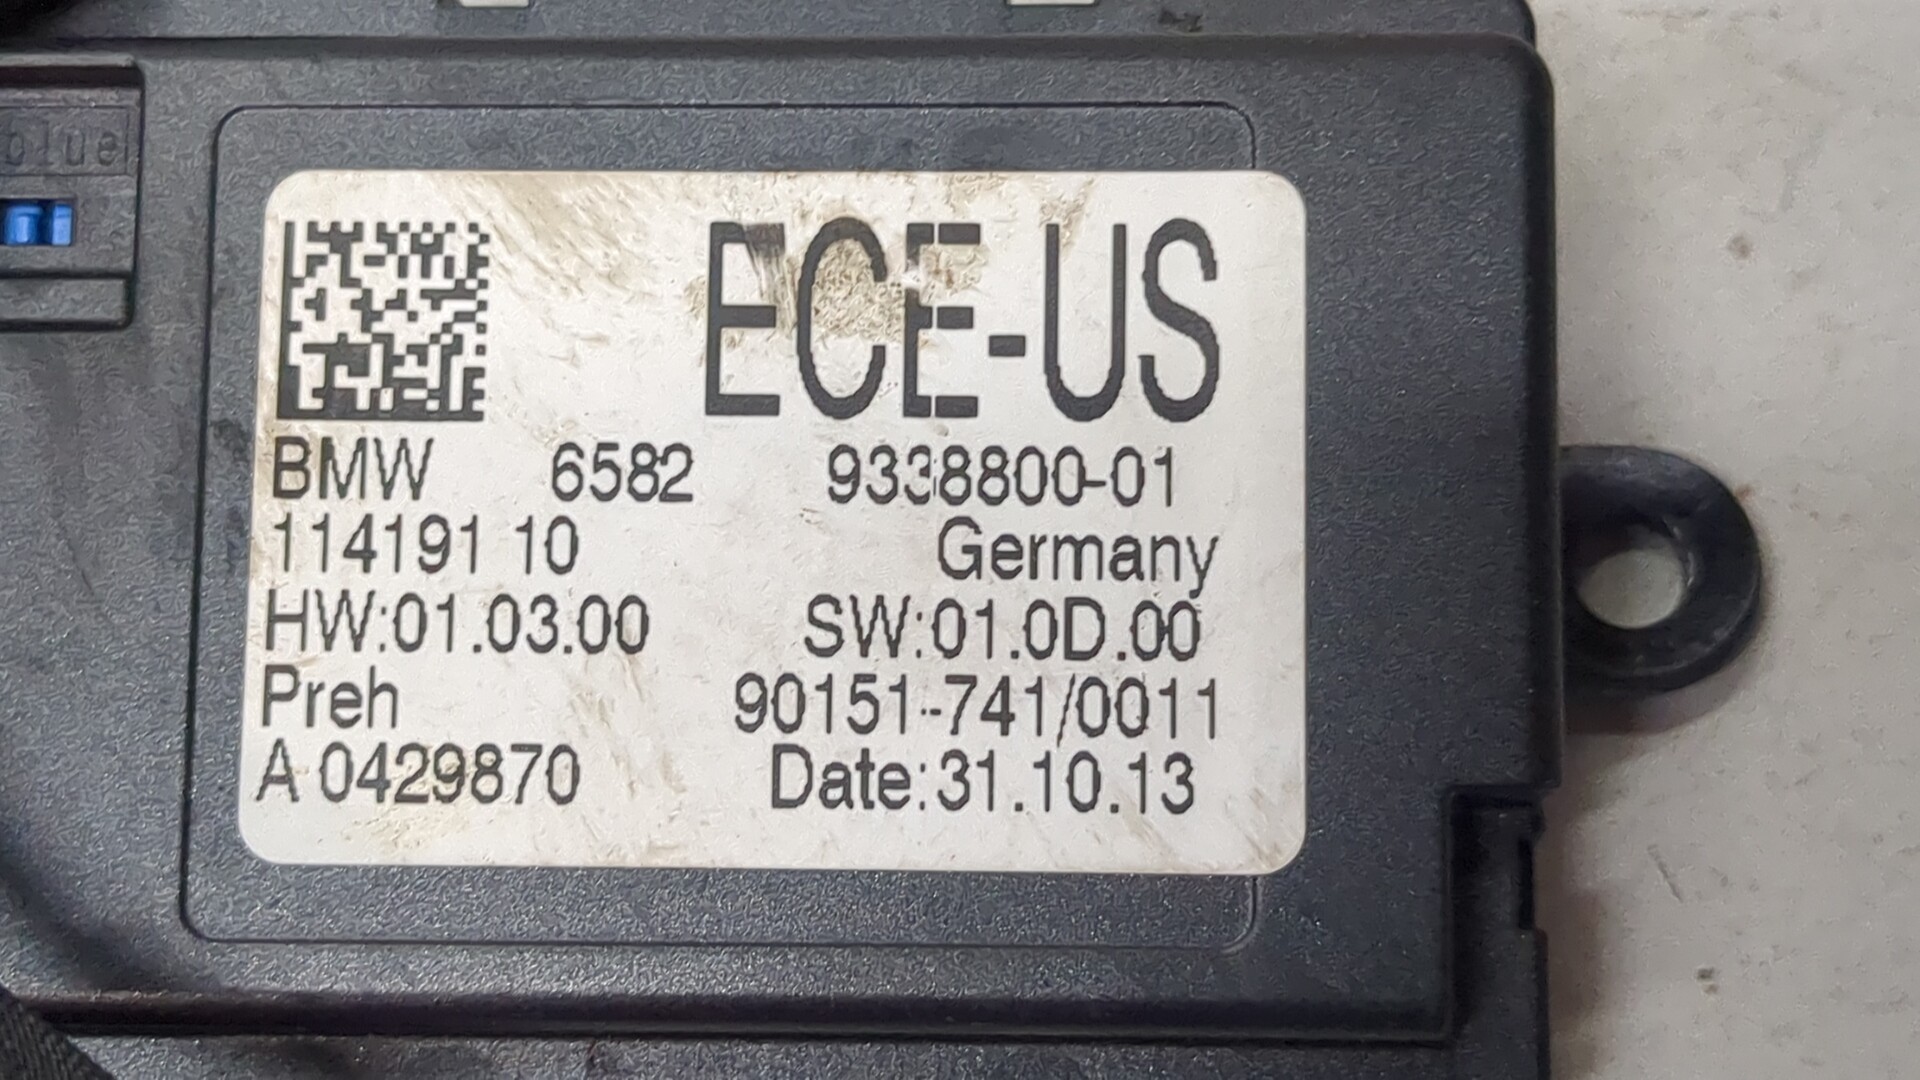 blue
ECE-US
BMW 6582 9338800-01
114191 10 Germany
HW:01.03.00 SW:01.0D.00
Preh 90151-741/0011
A 0429870 Date:31.10.13